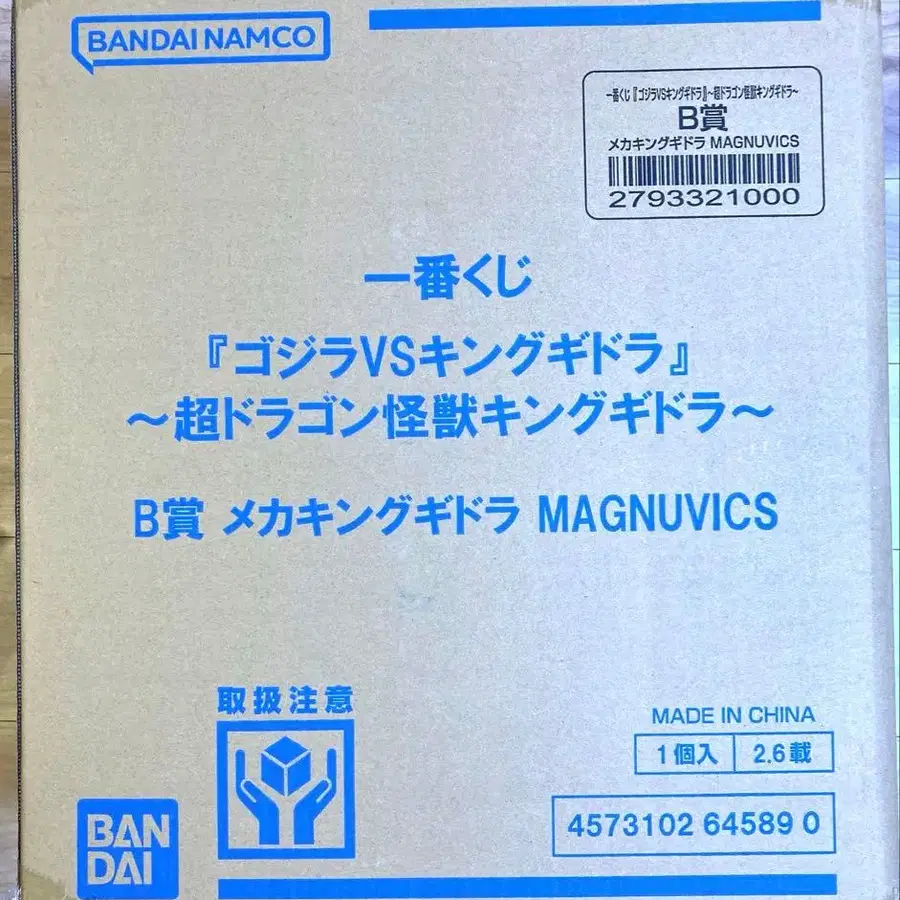 BANDAI NAMCO
一番くじ『ゴジラVSキングギドラ』~超ドラゴン怪獣キングギドラ~
B賞
メカキングギドラ MAGNUVICS
2793321000
一番くじ
『ゴジラVSキングギドラ』
~超ドラゴン怪獣キングギドラ~
B賞 メカキングギドラ MAGNUVICS
取扱注意
MADE IN CHINA
1個入 2.6載
4573102 64589 0
BAN
DAI